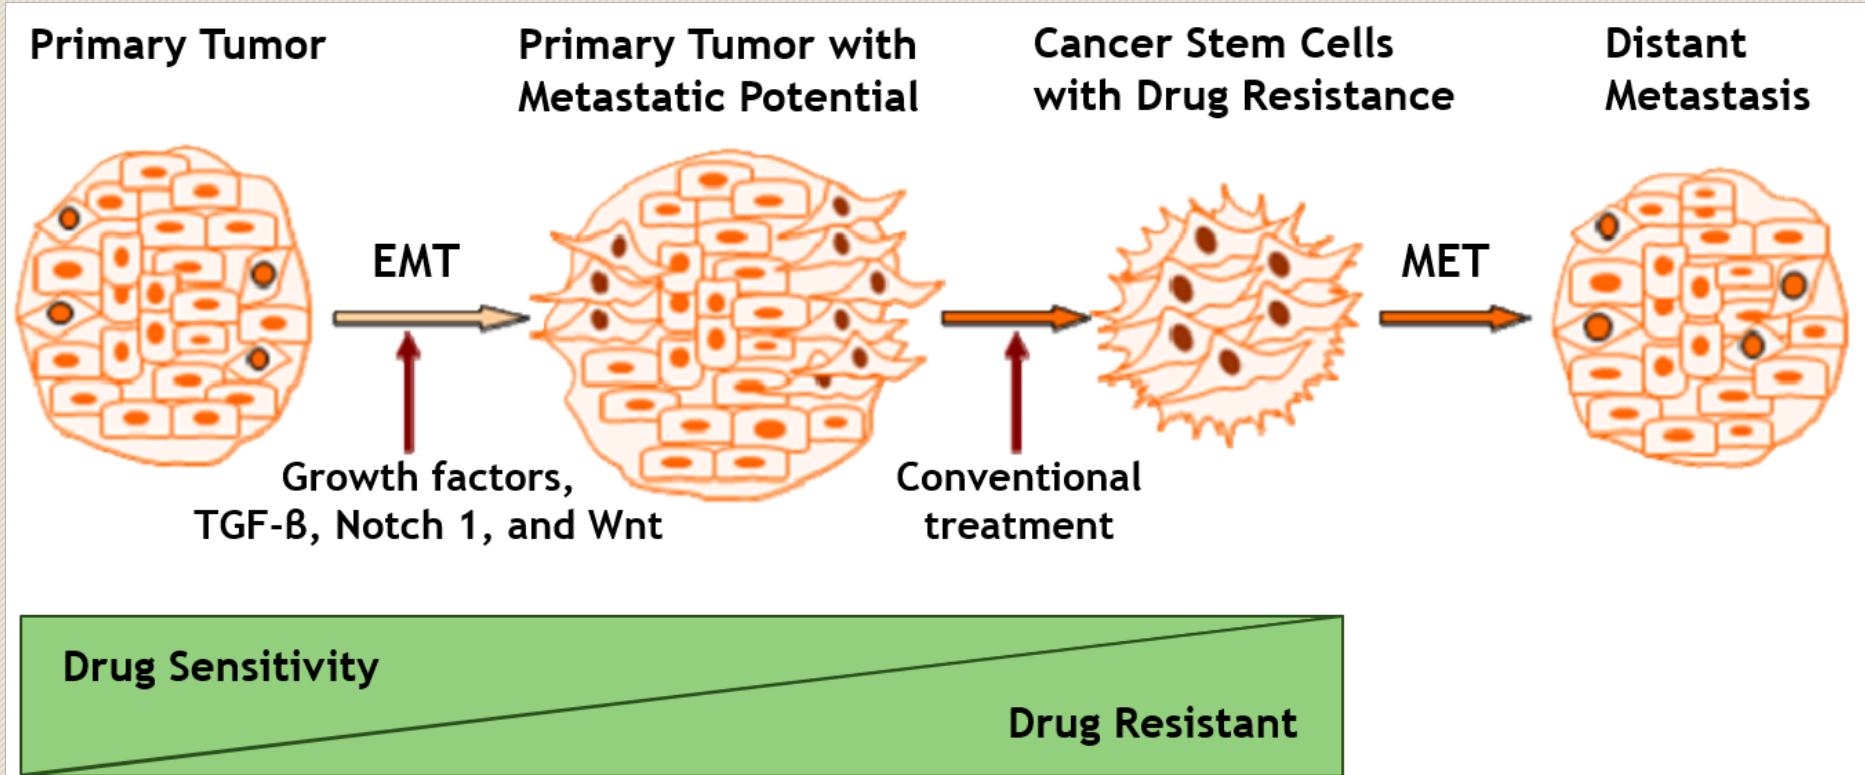 Primary Tumor
Primary Tumor with
Metastatic Potential
Cancer Stem Cells
with Drug Resistance
Distant
Metastasis
EMT
MET
Growth factors,
TGF-ß, Notch 1, and Wnt
Conventional
treatment
Drug Sensitivity
Drug Resistant